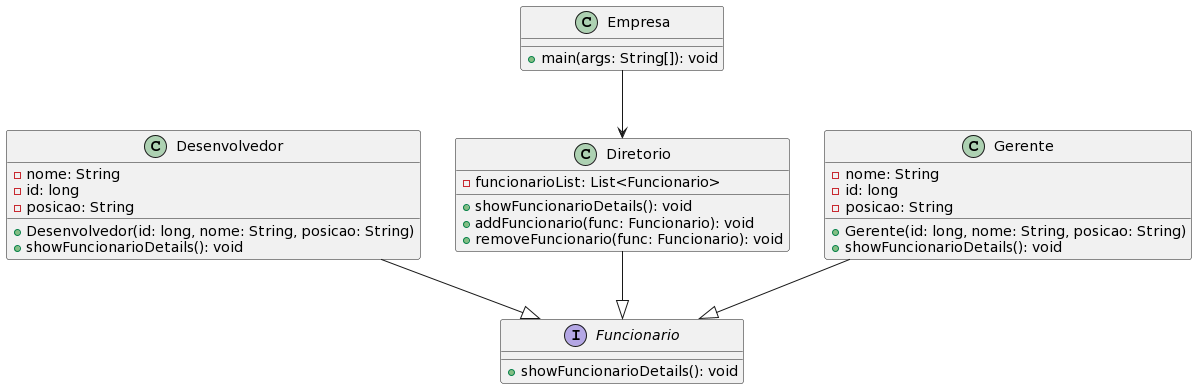 C Empresa
main(args: String[]): void
C Desenvolvedor
nome: String
id: long
posicao: String
Desenvolvedor(id: long, nome: String, posicao: String)
showFuncionarioDetails(): void
C Diretorio
funcionarioList: List<Funcionario>
showFuncionarioDetails(): void
addFuncionario(func: Funcionario): void
removeFuncionario(func: Funcionario): void
C Gerente
nome: String
id: long
posicao: String
Gerente(id: long, nome: String, posicao: String)
showFuncionarioDetails(): void
I Funcionario
showFuncionarioDetails(): void